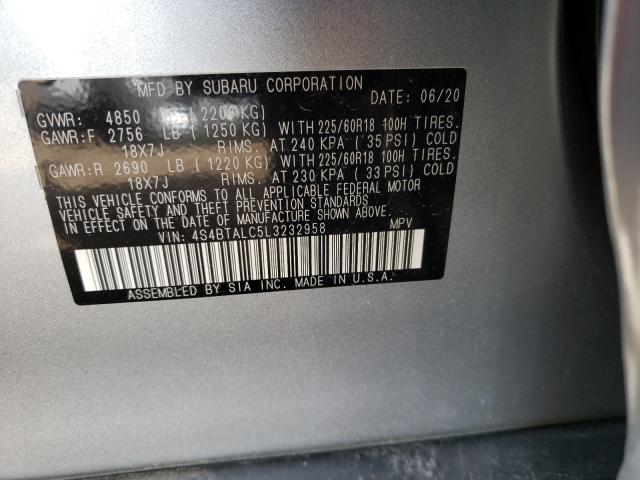 MFD BY SUBARU CORPORATION
DATE: 06/20
GVWR: 4850 LB (2200 KG)
GAWR:F 2756 LB (1250 KG) WITH 225/60R18 100H TIRES.
18X7J RIMS. AT 240 KPA (35 PSI) COLD
GAWR:R 2690 LB (1220 KG) WITH 225/60R18 100H TIRES.
18X7J RIMS. AT 230 KPA (33 PSI) COLD
THIS VEHICLE CONFORMS TO ALL APPLICABLE FEDERAL MOTOR
VEHICLE SAFETY AND THEFT PREVENTION STANDARDS
IN EFFECT ON THE DATE OF MANUFACTURE SHOWN ABOVE.
VIN: 4S4BTALC5L3232958 MPV
ASSEMBLED BY SIA INC. MADE IN U.S.A.